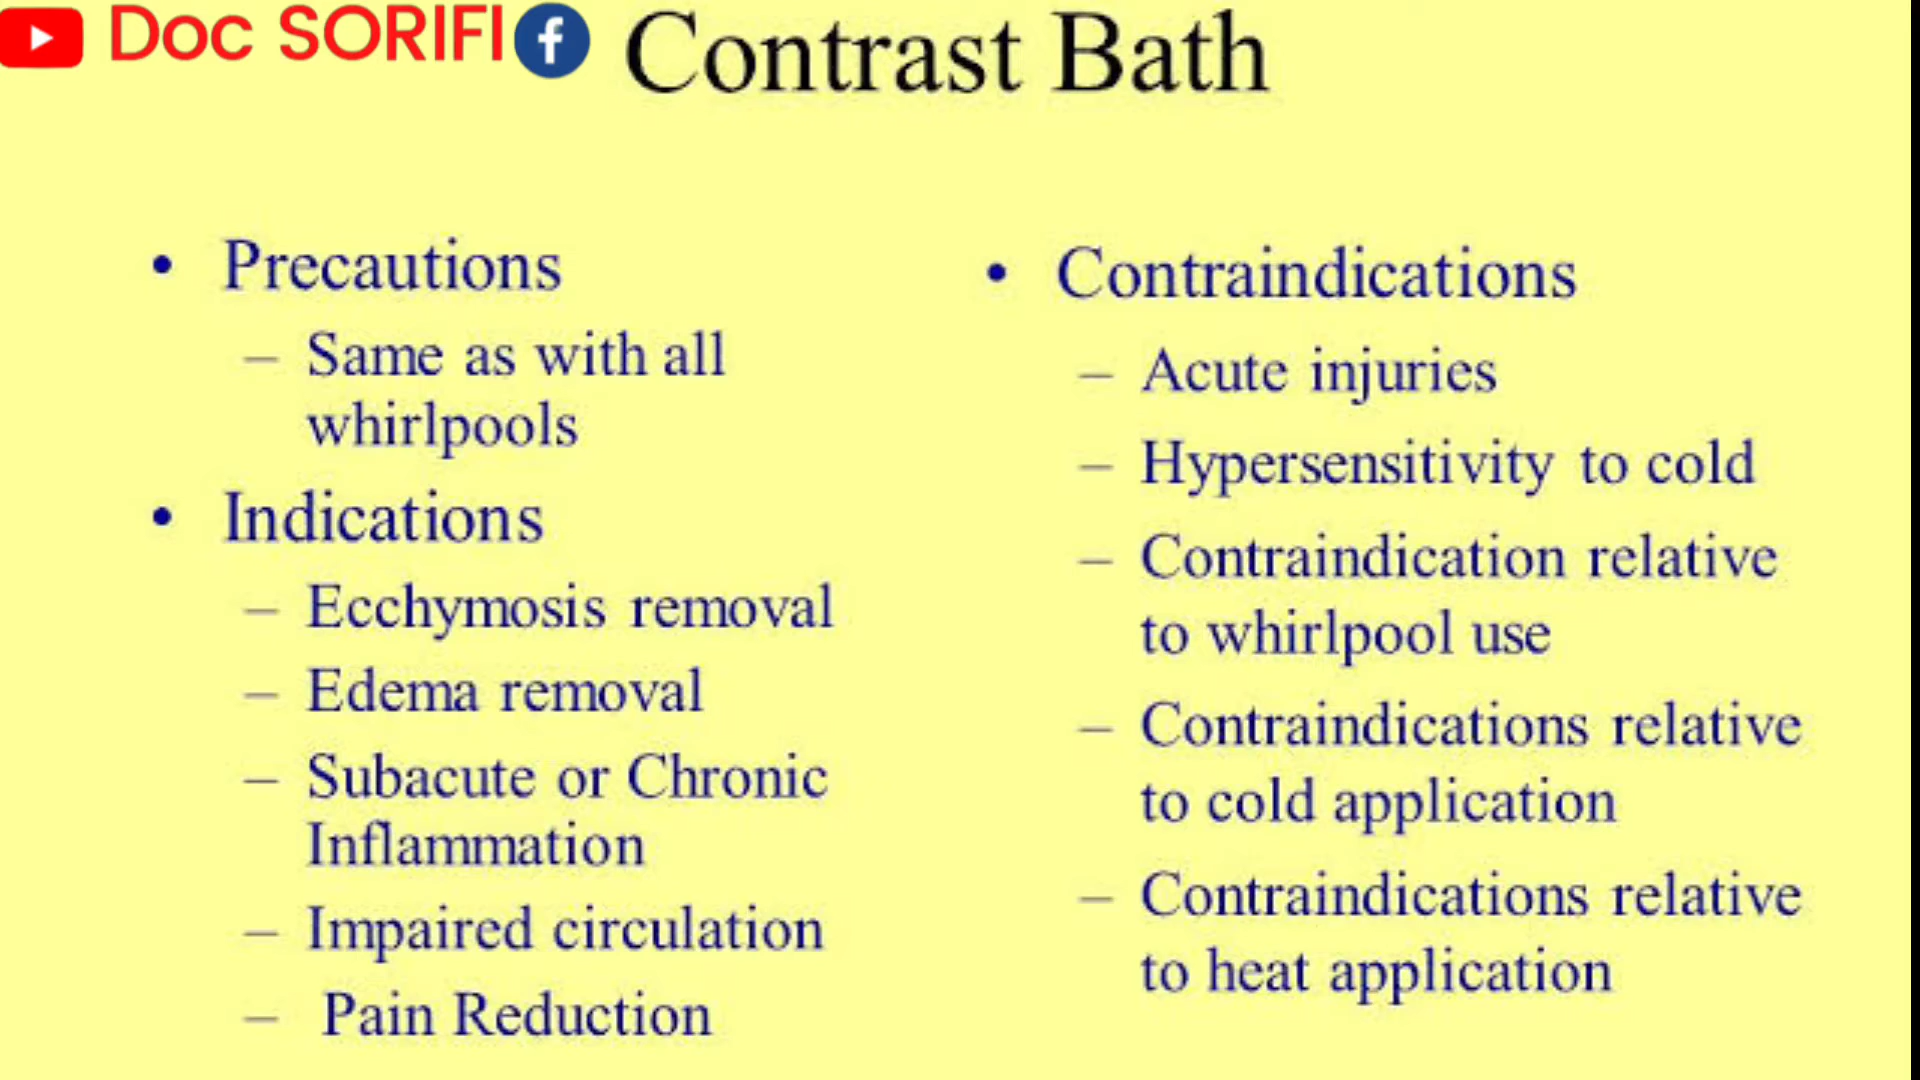 Doc SORIFI
Contrast Bath
• Precautions
– Same as with all
whirlpools
• Indications
– Ecchymosis removal
– Edema removal
– Subacute or Chronic
Inflammation
– Impaired circulation
– Pain Reduction
• Contraindications
– Acute injuries
– Hypersensitivity to cold
– Contraindication relative
to whirlpool use
– Contraindications relative
to cold application
– Contraindications relative
to heat application